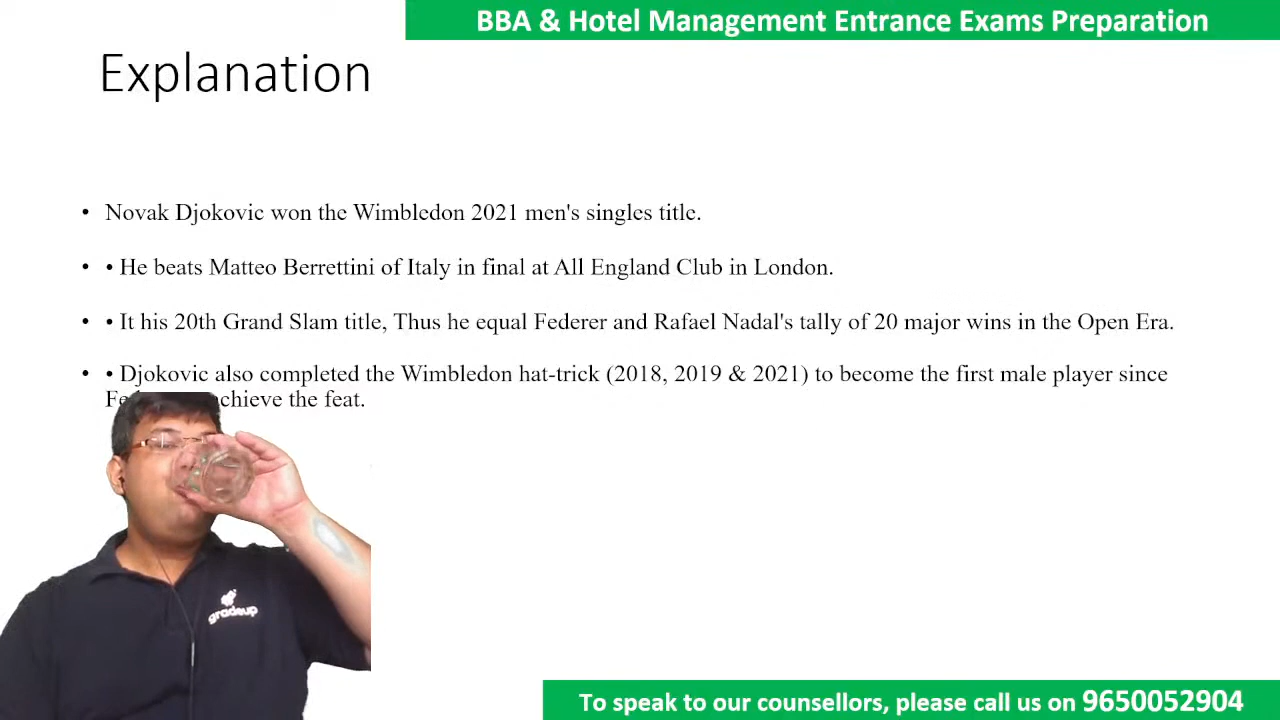 BBA & Hotel Management Entrance Exams Preparation
Explanation
• Novak Djokovic won the Wimbledon 2021 men's singles title.
• • He beats Matteo Berrettini of Italy in final at All England Club in London.
• • It his 20th Grand Slam title, Thus he equal Federer and Rafael Nadal's tally of 20 major wins in the Open Era.
• • Djokovic also completed the Wimbledon hat-trick (2018, 2019 & 2021) to become the first male player since
the feat.
gradeup
To speak to our counsellors, please call us on 9650052904